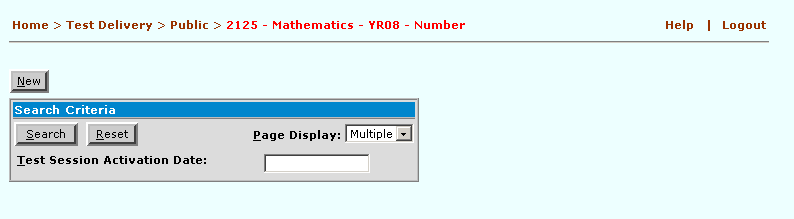 Home > Test Delivery > Public > 2125 - Mathematics - YR08 - Number Help | Logout
New
Search Criteria
Search Reset Page Display: Multiple
Test Session Activation Date: